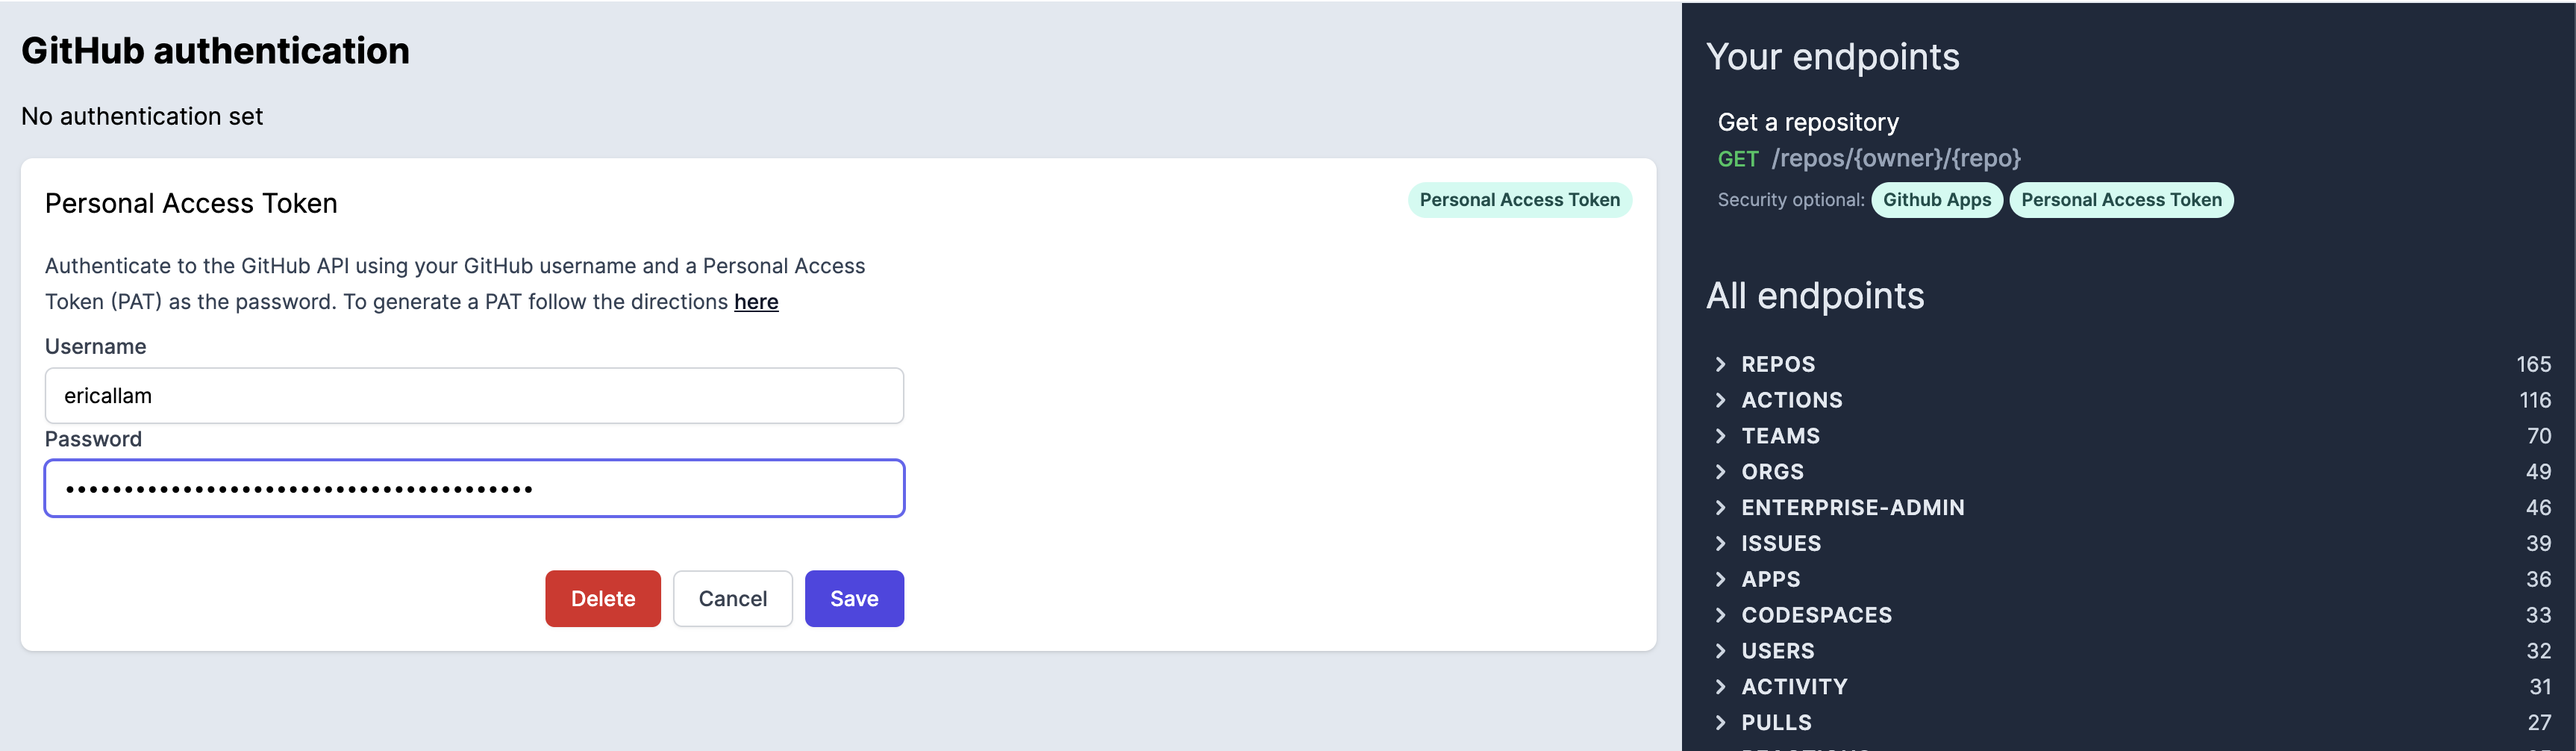 GitHub authentication
No authentication set
Personal Access Token
Personal Access Token
Authenticate to the GitHub API using your GitHub username and a Personal Access
Token (PAT) as the password. To generate a PAT follow the directions here
Username
ericallam
Password
••••••••••••••••••••••••••••••••••••••••
Delete Cancel Save
Your endpoints
Get a repository
GET /repos/{owner}/{repo}
Security optional: Github Apps Personal Access Token
All endpoints
REPOS 165
ACTIONS 116
TEAMS 70
ORGS 49
ENTERPRISE-ADMIN 46
ISSUES 39
APPS 36
CODESPACES 33
USERS 32
ACTIVITY 31
PULLS 27